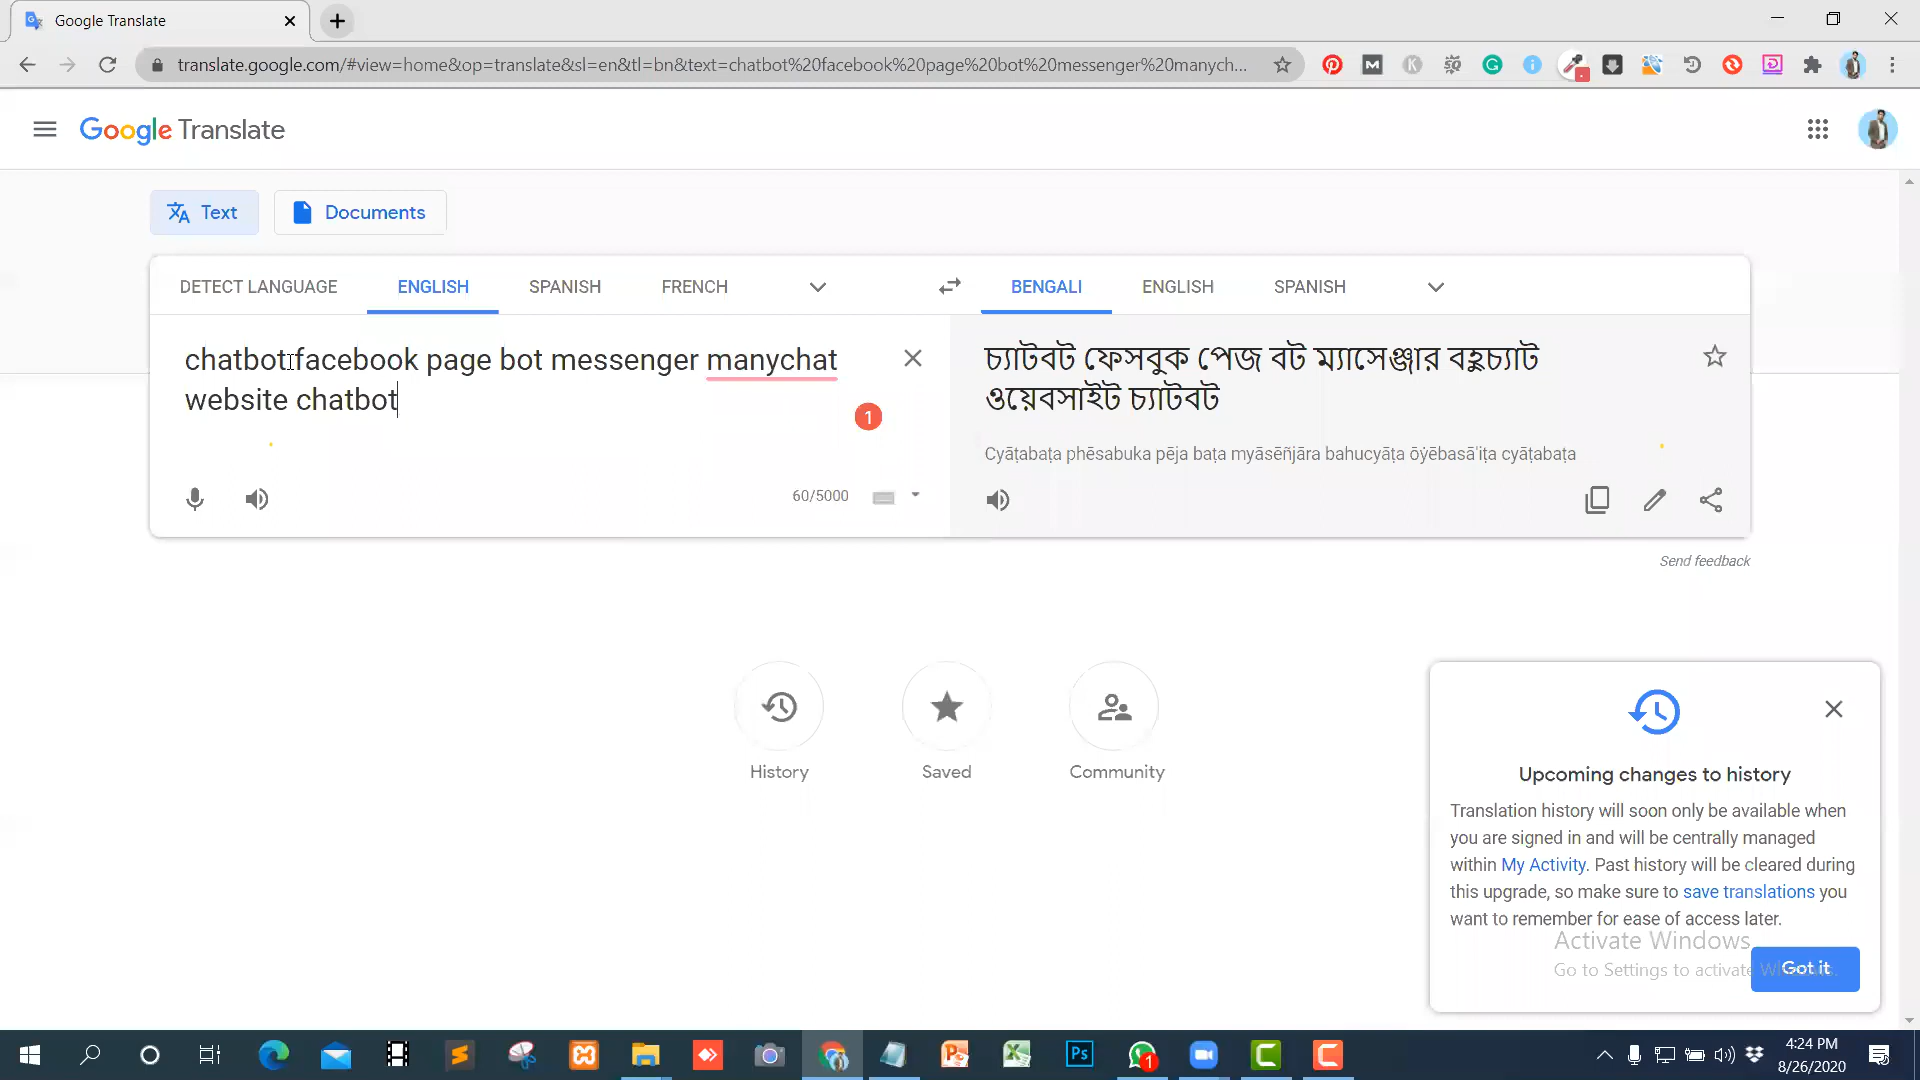 Google Translate
translate.google.com/#view=home&op=translate&sl=en&tl=bn&text=chatbot%20facebook%20page%20bot%20messenger%20manych...
Google Translate
Text
Documents
DETECT LANGUAGE ENGLISH SPANISH FRENCH
BENGALI ENGLISH SPANISH
chatbot facebook page bot messenger manychat
website chatbot
1
60/5000
চ্যাটবট ফেসবুক পেজ বট ম্যাসেঞ্জার বহুচ্যাট
ওয়েবসাইট চ্যাটবট
Cyāṭabaṭa phēsabuka pēja baṭa myāsēñjāra bahucyāṭa ōẏēbasā'iṭa cyāṭabaṭa
Send feedback
History
Saved
Community
Upcoming changes to history
Translation history will soon only be available when
you are signed in and will be centrally managed
within My Activity. Past history will be cleared during
this upgrade, so make sure to save translations you
want to remember for ease of access later.
Activate Windows
Go to Settings to activate Windows.
Got it
4:24 PM
8/26/2020